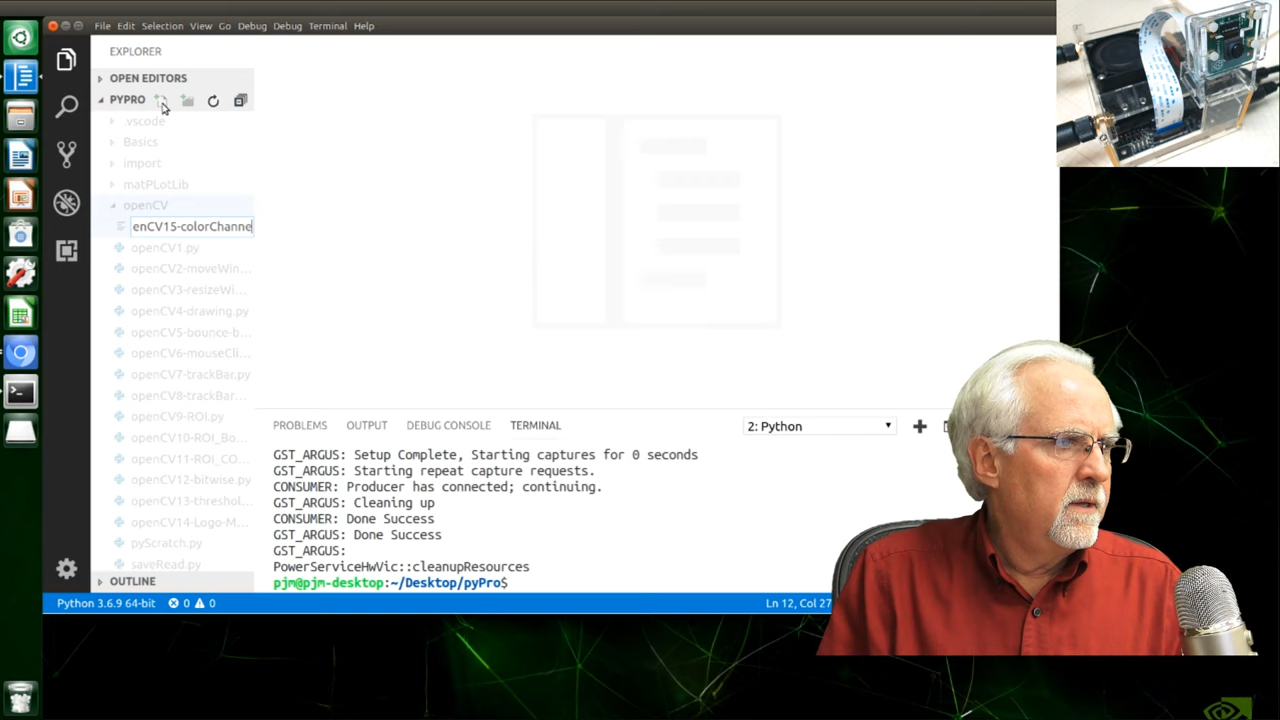 File Edit Selection View Go Debug Debug Terminal Help
EXPLORER
OPEN EDITORS
PYPRO
.vscode
Basics
import
matPLotLib
openCV
enCV15-colorChanne
openCV1.py
openCV2-moveWin...
openCV3-resizeWi...
openCV4-drawing.py
openCV5-bounce-b...
openCV6-mouseCli...
openCV7-trackBar.py
openCV8-trackBar...
openCV9-ROI.py
openCV10-ROI_Bo...
openCV11-ROI_CO...
openCV12-bitwise.py
openCV13-threshol...
openCV14-Logo-M...
pyScratch.py
saveRead.py
OUTLINE
PROBLEMS OUTPUT DEBUG CONSOLE TERMINAL 2: Python
GST_ARGUS: Setup Complete, Starting captures for 0 seconds
GST_ARGUS: Starting repeat capture requests.
CONSUMER: Producer has connected; continuing.
GST_ARGUS: Cleaning up
CONSUMER: Done Success
GST_ARGUS: Done Success
GST_ARGUS:
PowerServiceHwVic::cleanupResources
pjm@pjm-desktop:~/Desktop/pyPro$
Python 3.6.9 64-bit 0 0 Ln 12, Col 27